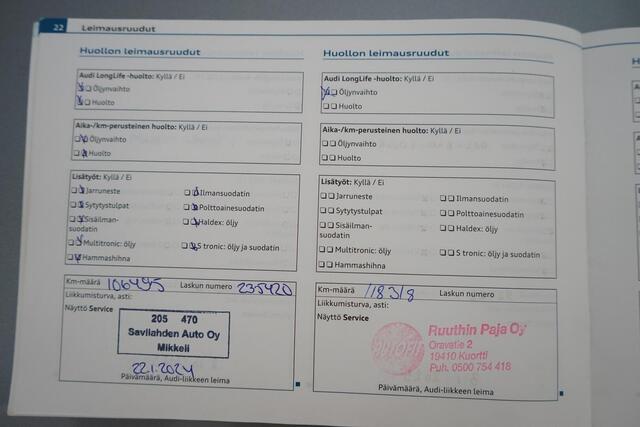 22 Leimausruudut
Huollon leimausruudut
Audi LongLife -huolto: Kyllä / Ei
Öljynvaihto
Huolto
Aika-/km-perusteinen huolto: Kyllä / Ei
Öljynvaihto
Huolto
Lisätyöt: Kyllä / Ei
Jarruneste
Ilmansuodatin
Sytytystulpat
Polttoainesuodatin
Sisäilman-
suodatin
Haldex: öljy
Multitronic: öljy
S tronic: öljy ja suodatin
Hammashihna
Km-määrä 106495 Laskun numero 235420
Liikkumisturva, asti:
Näyttö Service
205 470
Savilahden Auto Oy
Mikkeli
22.1.2024
Päivämäärä, Audi-liikkeen leima
Huollon leimausruudut
Audi LongLife -huolto: Kyllä / Ei
Öljynvaihto
Huolto
Aika-/km-perusteinen huolto: Kyllä / Ei
Öljynvaihto
Huolto
Lisätyöt: Kyllä / Ei
Jarruneste
Ilmansuodatin
Sytytystulpat
Polttoainesuodatin
Sisäilman-
suodatin
Haldex: öljy
Multitronic: öljy
S tronic: öljy ja suodatin
Hammashihna
Km-määrä 118318 Laskun numero
Liikkumisturva, asti:
Näyttö Service
AUTOFIT
Ruuthin Paja Oy
Oravatie 2
19410 Kuortti
Puh. 0500 754 418
Päivämäärä, Audi-liikkeen leima